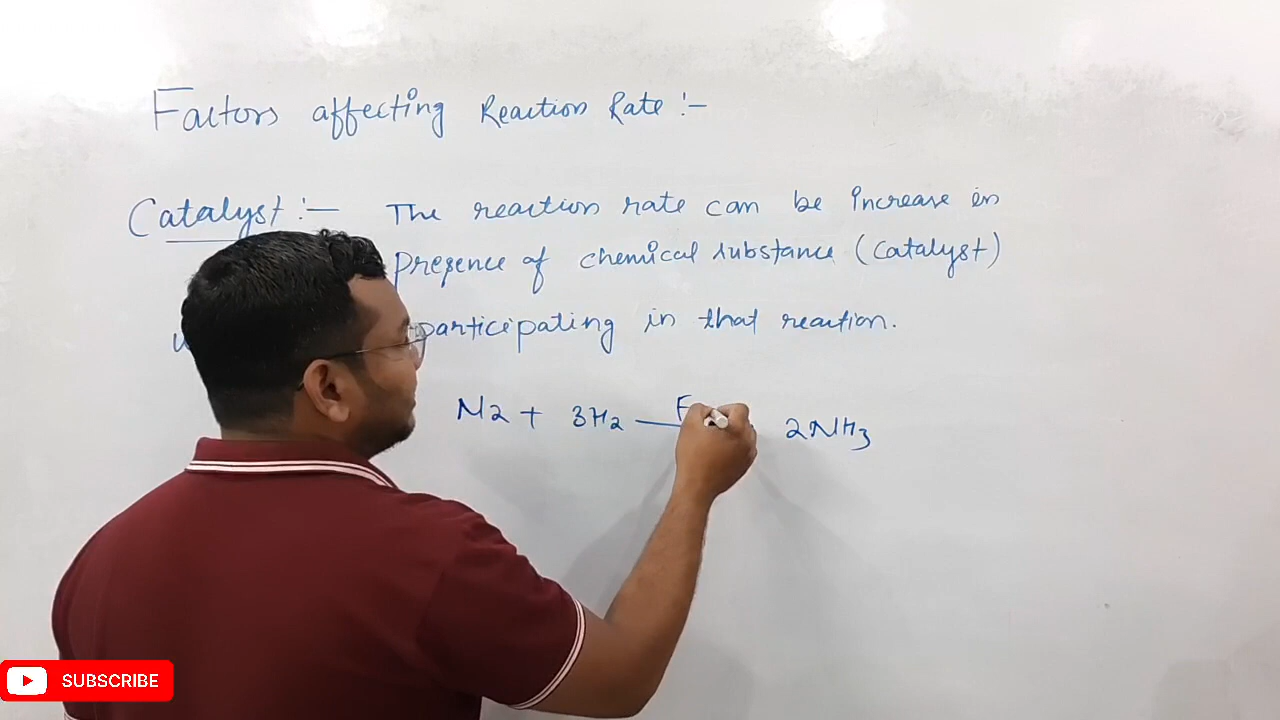 Factors affecting Reaction Rate :-
Catalyst :- The reaction rate can be increase in
presence of chemical substance (catalyst)
participating in that reaction.
N2 + 3H2 F 2NH3
SUBSCRIBE